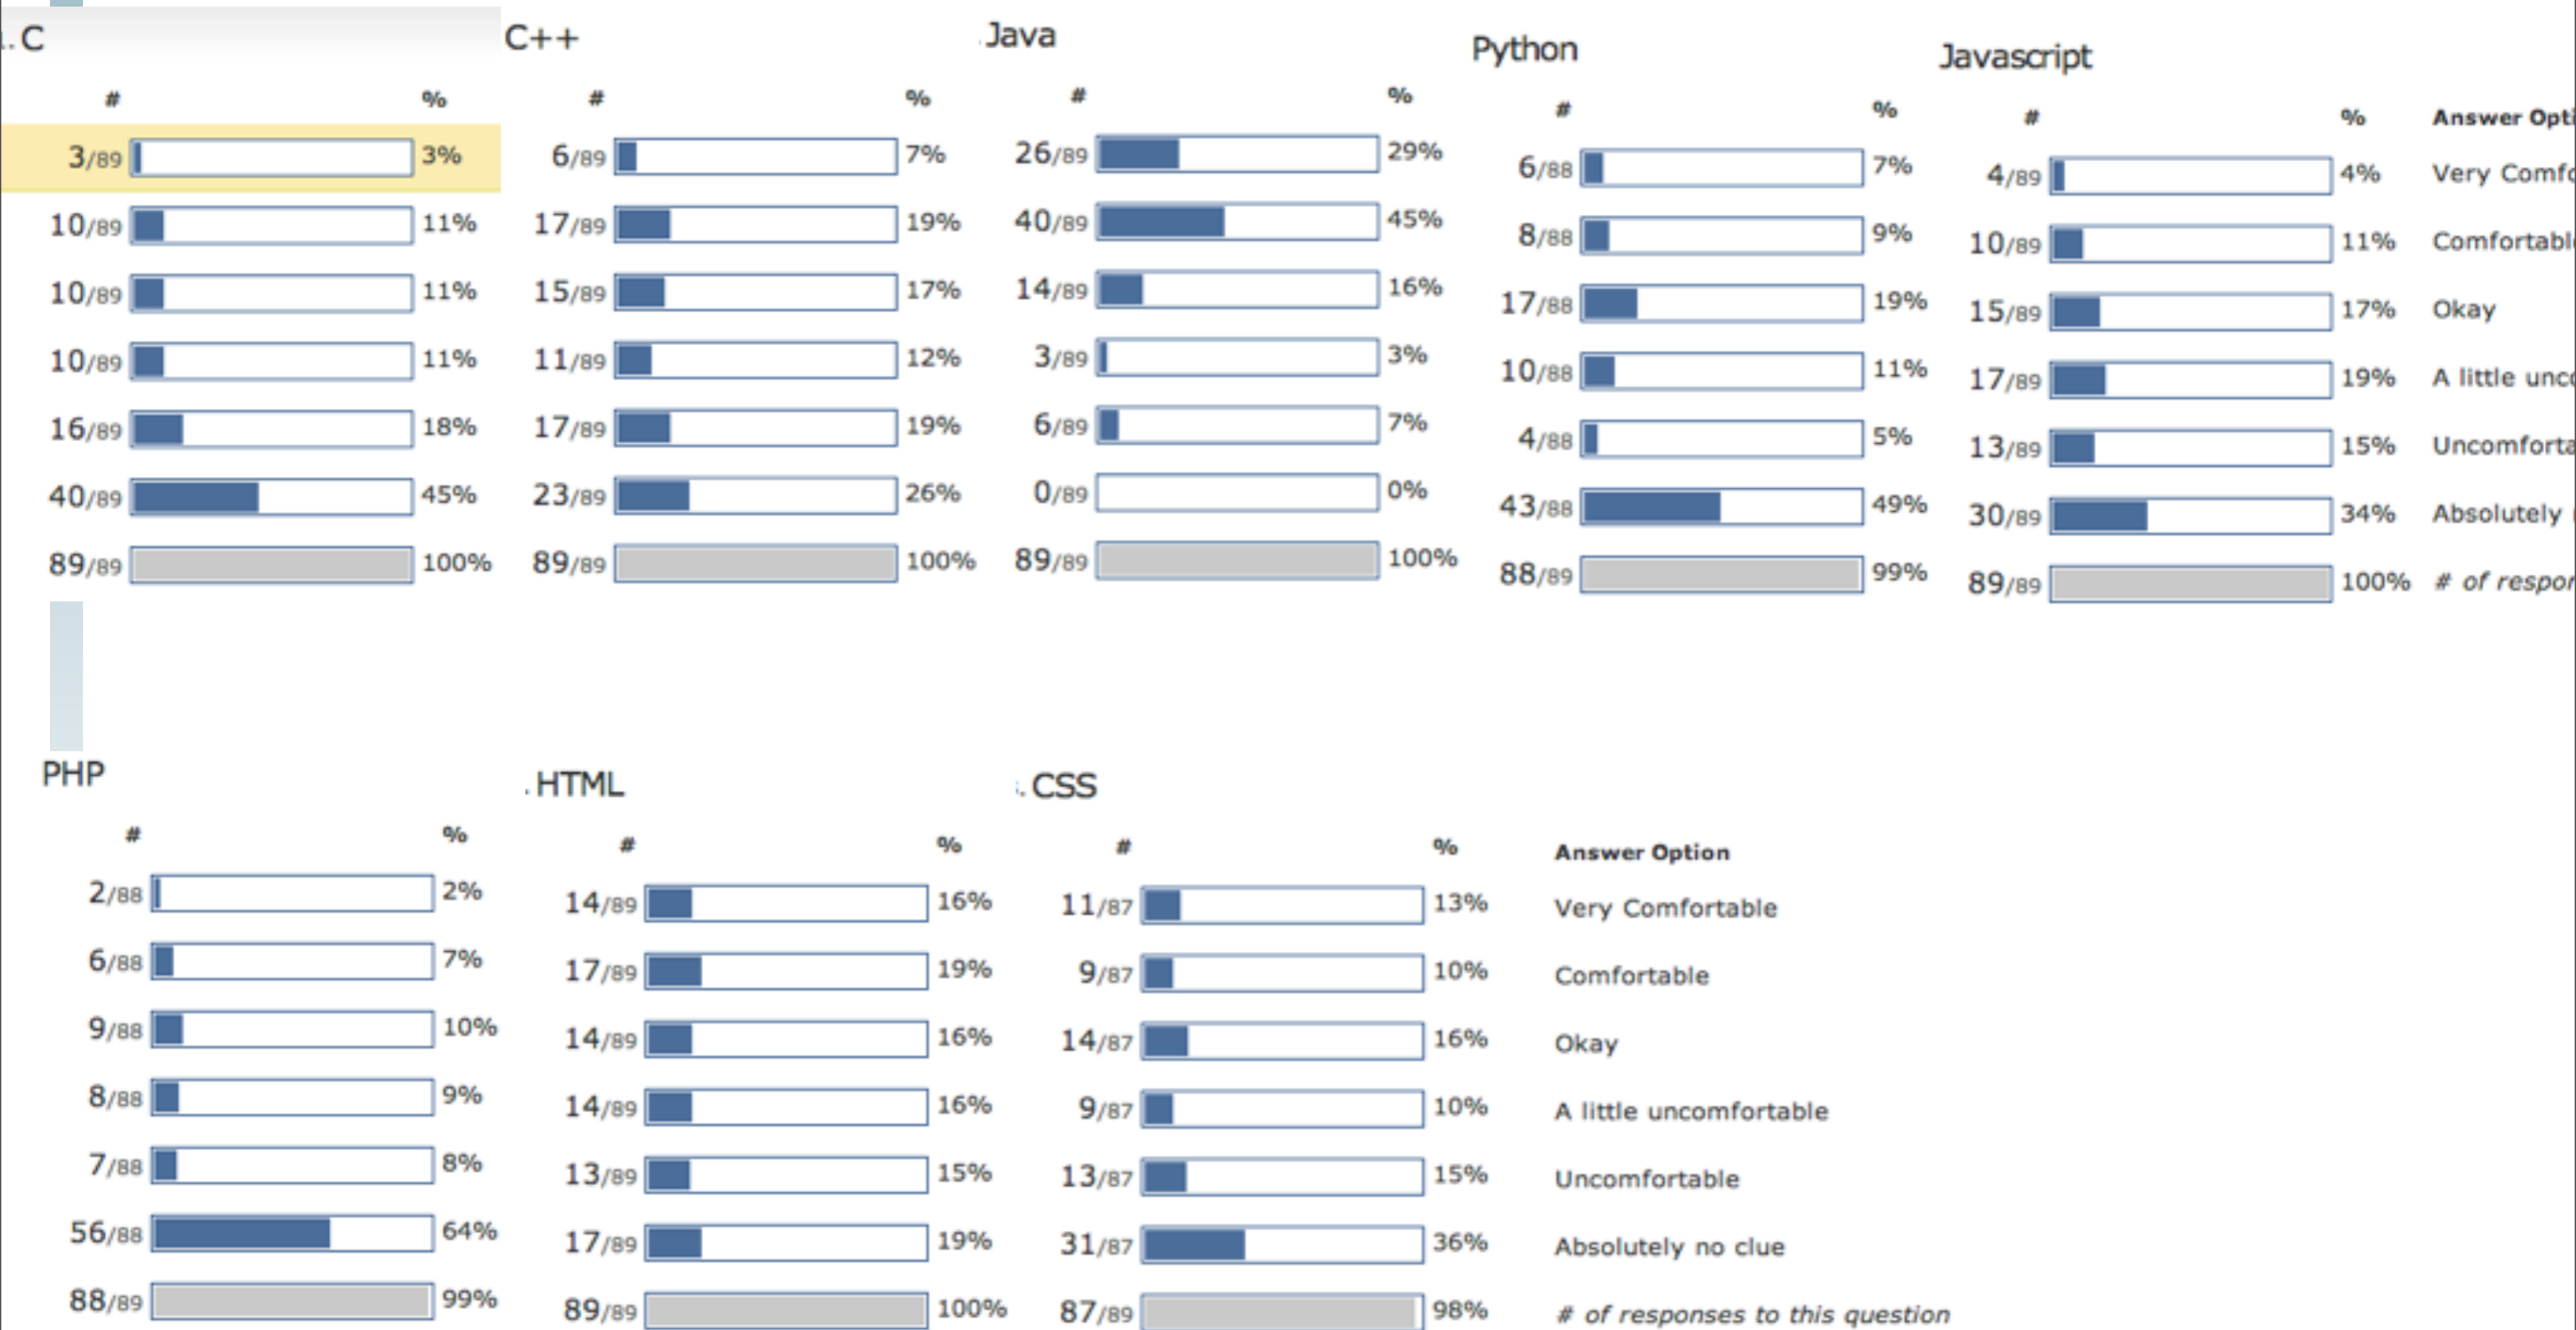 . C
# %
3/89 3%
10/89 11%
10/89 11%
10/89 11%
16/89 18%
40/89 45%
89/89 100%
C++
# %
6/89 7%
17/89 19%
15/89 17%
11/89 12%
17/89 19%
23/89 26%
89/89 100%
Java
# %
26/89 29%
40/89 45%
14/89 16%
3/89 3%
6/89 7%
0/89 0%
89/89 100%
Python
# %
6/88 7%
8/88 9%
17/88 19%
10/88 11%
4/88 5%
43/88 49%
88/89 99%
Javascript
# % Answer
4/89 4% Very
10/89 11%
15/89 17% Okay
17/89 19% A little
13/89 15%
30/89 34% Absolutely
89/89 100% # of
PHP
# %
2/88 2%
6/88 7%
9/88 10%
8/88 9%
7/88 8%
56/88 64%
88/89 99%
. HTML
# %
14/89 16%
17/89 19%
14/89 16%
14/89 16%
13/89 15%
17/89 19%
89/89 100%
. CSS
# % Answer Option
11/87 13% Very Comfortable
9/87 10% Comfortable
14/87 16% Okay
9/87 10% A little uncomfortable
13/87 15% Uncomfortable
31/87 36% Absolutely no clue
87/89 98% # of responses to this question